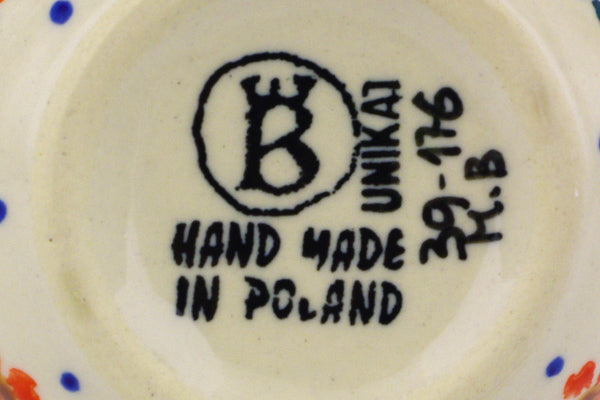 B
UNIKAT
39-176
K.B
HAND MADE
IN POLAND